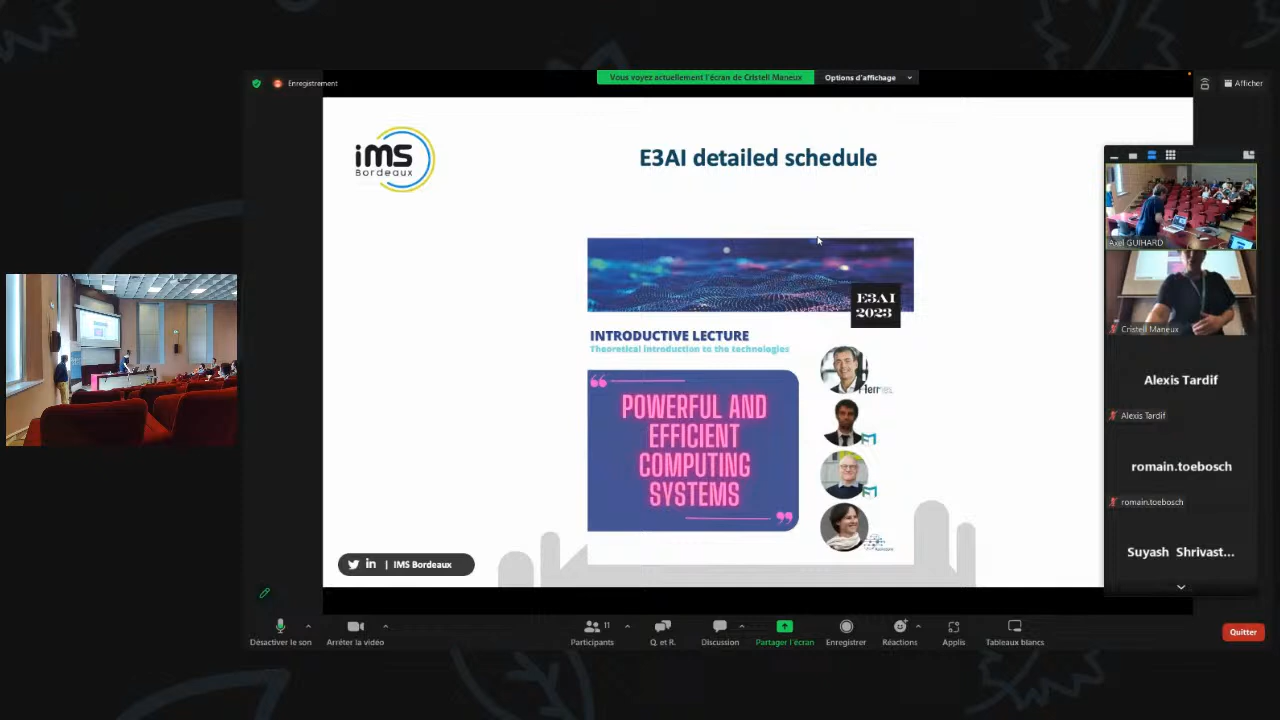 Enregistrement
Vous voyez actuellement l'écran de Cristell Maneux
Options d'affichage
Afficher
iMS
Bordeaux
E3AI detailed schedule
E3AI
2023
INTRODUCTIVE LECTURE
Theoretical introduction to the technologies
“
POWERFUL AND
EFFICIENT
COMPUTING
SYSTEMS
”
| IMS Bordeaux
Axel GUIHARD
Cristell Maneux
Alexis Tardif
Alexis Tardif
romain.toebosch
romain.toebosch
Suyash Shrivast...
Désactiver le son
Arrêter la vidéo
Participants
11
Q. et R.
Discussion
Partager l'écran
Enregistrer
Réactions
Applis
Tableaux blancs
Quitter